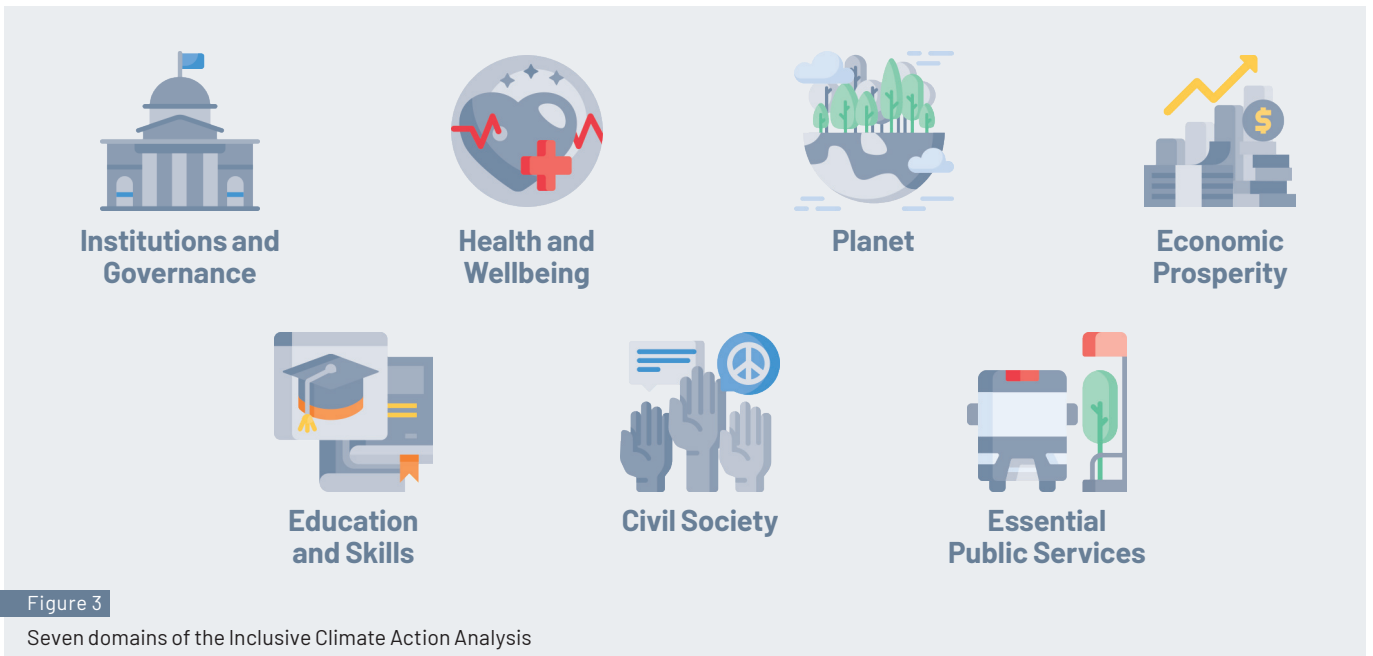 $
Institutions and
Governance
Health and
Wellbeing
Planet
Economic
Prosperity
Education
and Skills
Civil Society
Essential
Public Services
Figure 3
Seven domains of the Inclusive Climate Action Analysis